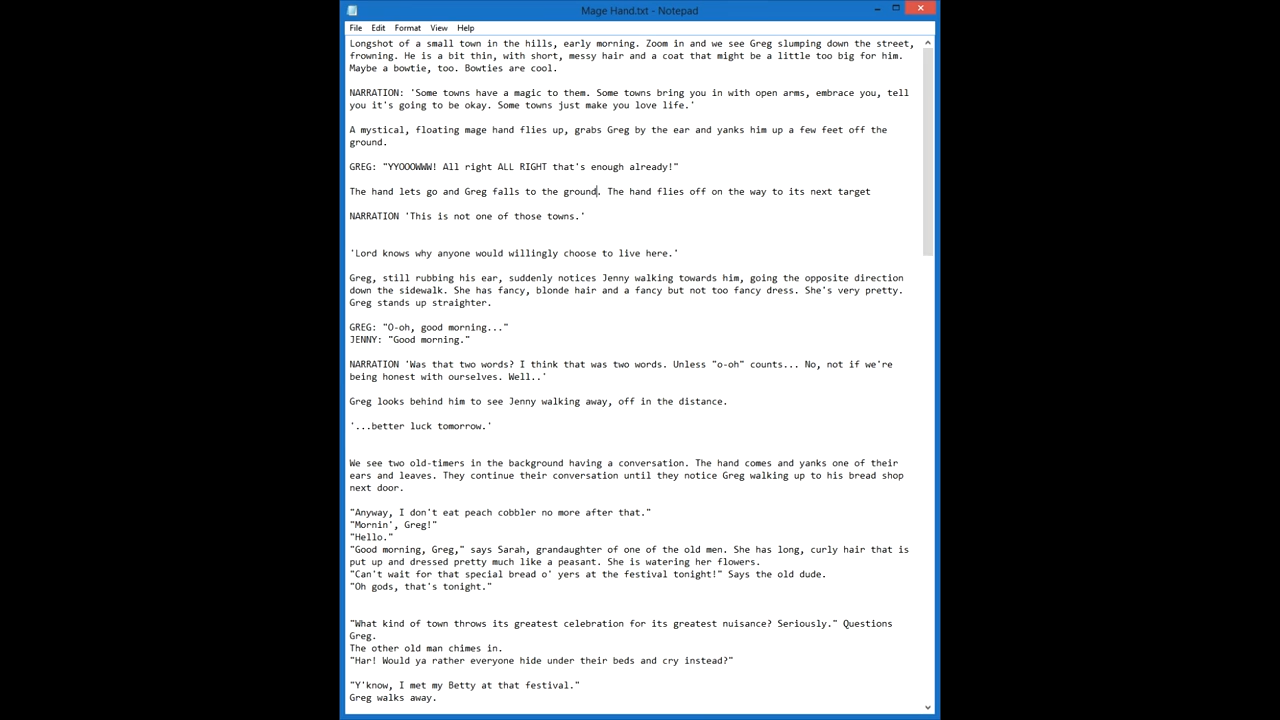 Mage Hand.txt - Notepad
File Edit Format View Help
Longshot of a small town in the hills, early morning. Zoom in and we see Greg slumping down the street,
frowning. He is a bit thin, with short, messy hair and a coat that might be a little too big for him.
Maybe a bowtie, too. Bowties are cool.
NARRATION: 'Some towns have a magic to them. Some towns bring you in with open arms, embrace you, tell
you it's going to be okay. Some towns just make you love life.'
A mystical, floating mage hand flies up, grabs Greg by the ear and yanks him up a few feet off the
ground.
GREG: "YYOOOWWW! All right ALL RIGHT that's enough already!"
The hand lets go and Greg falls to the ground. The hand flies off on the way to its next target
NARRATION 'This is not one of those towns.'
'Lord knows why anyone would willingly choose to live here.'
Greg, still rubbing his ear, suddenly notices Jenny walking towards him, going the opposite direction
down the sidewalk. She has fancy, blonde hair and a fancy but not too fancy dress. She's very pretty.
Greg stands up straighter.
GREG: "O-oh, good morning..."
JENNY: "Good morning."
NARRATION 'Was that two words? I think that was two words. Unless "o-oh" counts... No, not if we're
being honest with ourselves. Well..'
Greg looks behind him to see Jenny walking away, off in the distance.
'...better luck tomorrow.'
We see two old-timers in the background having a conversation. The hand comes and yanks one of their
ears and leaves. They continue their conversation until they notice Greg walking up to his bread shop
next door.
"Anyway, I don't eat peach cobbler no more after that."
"Mornin', Greg!"
"Hello."
"Good morning, Greg," says Sarah, grandaughter of one of the old men. She has long, curly hair that is
put up and dressed pretty much like a peasant. She is watering her flowers.
"Can't wait for that special bread o' yers at the festival tonight!" Says the old dude.
"Oh gods, that's tonight."
"What kind of town throws its greatest celebration for its greatest nuisance? Seriously." Questions
Greg.
The other old man chimes in.
"Har! Would ya rather everyone hide under their beds and cry instead?"
"Y'know, I met my Betty at that festival."
Greg walks away.